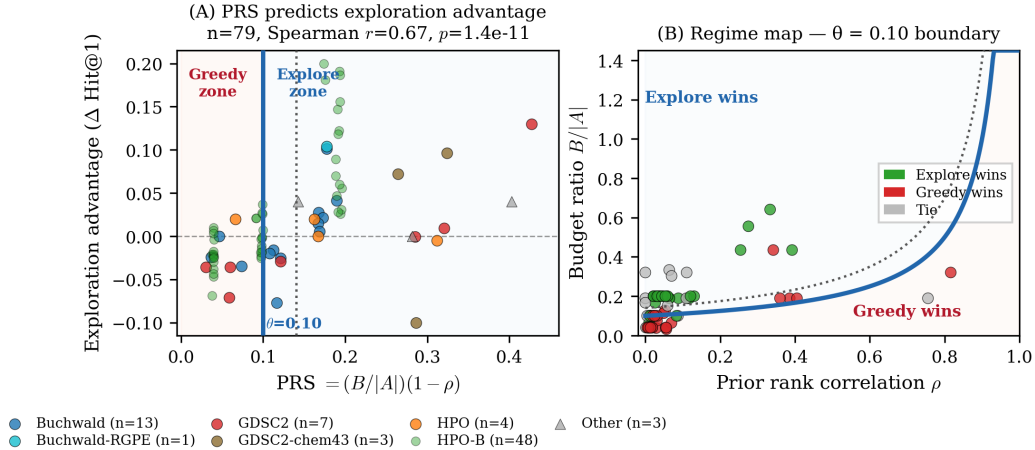 (A) PRS predicts exploration advantage
n=79, Spearman r=0.67, p=1.4e-11
Exploration advantage (Δ Hit@1)
0.20
0.15
0.10
0.05
0.00
−0.05
−0.10
Greedy
zone
Explore
zone
θ=0.10
0.0
0.1
0.2
0.3
0.4
PRS =(B/|A|)(1−ρ)
(B) Regime map — θ = 0.10 boundary
Budget ratio B/|A|
1.4
1.2
1.0
0.8
0.6
0.4
0.2
0.0
Explore wins
Explore wins
Greedy wins
Tie
Greedy wins
0.0
0.2
0.4
0.6
0.8
1.0
Prior rank correlation ρ
Buchwald (n=13)
Buchwald-RGPE (n=1)
GDSC2 (n=7)
GDSC2-chem43 (n=3)
HPO (n=4)
HPO-B (n=48)
Other (n=3)